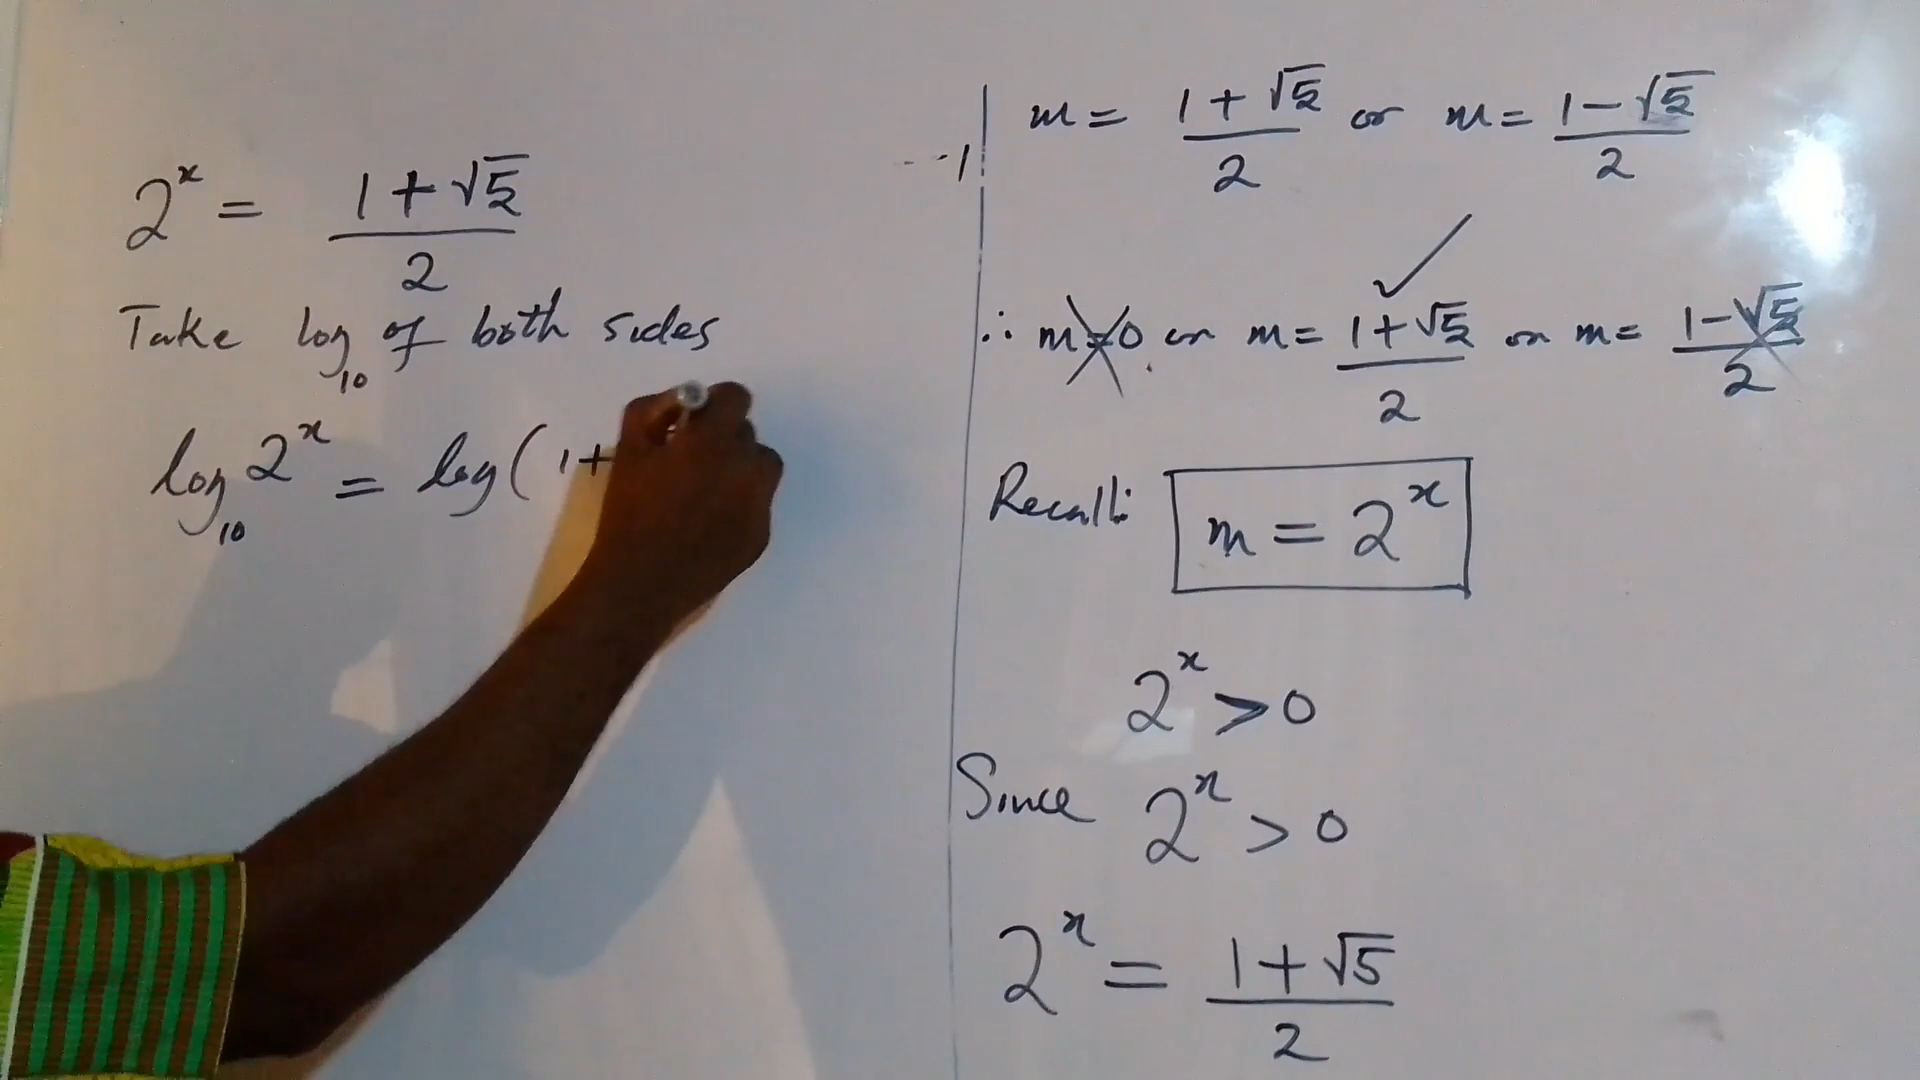 2^x = (1 + √5)/2
Take log₁₀ of both sides
log₁₀ 2^x = log( 1+
--1
m = (1 + √5)/2 or m = (1 - √5)/2
✓
∴ m=0 or m = (1 + √5)/2 or m = (1 - √5)/2
Recall: m = 2^x
2^x > 0
Since 2^x > 0
2^x = (1 + √5)/2